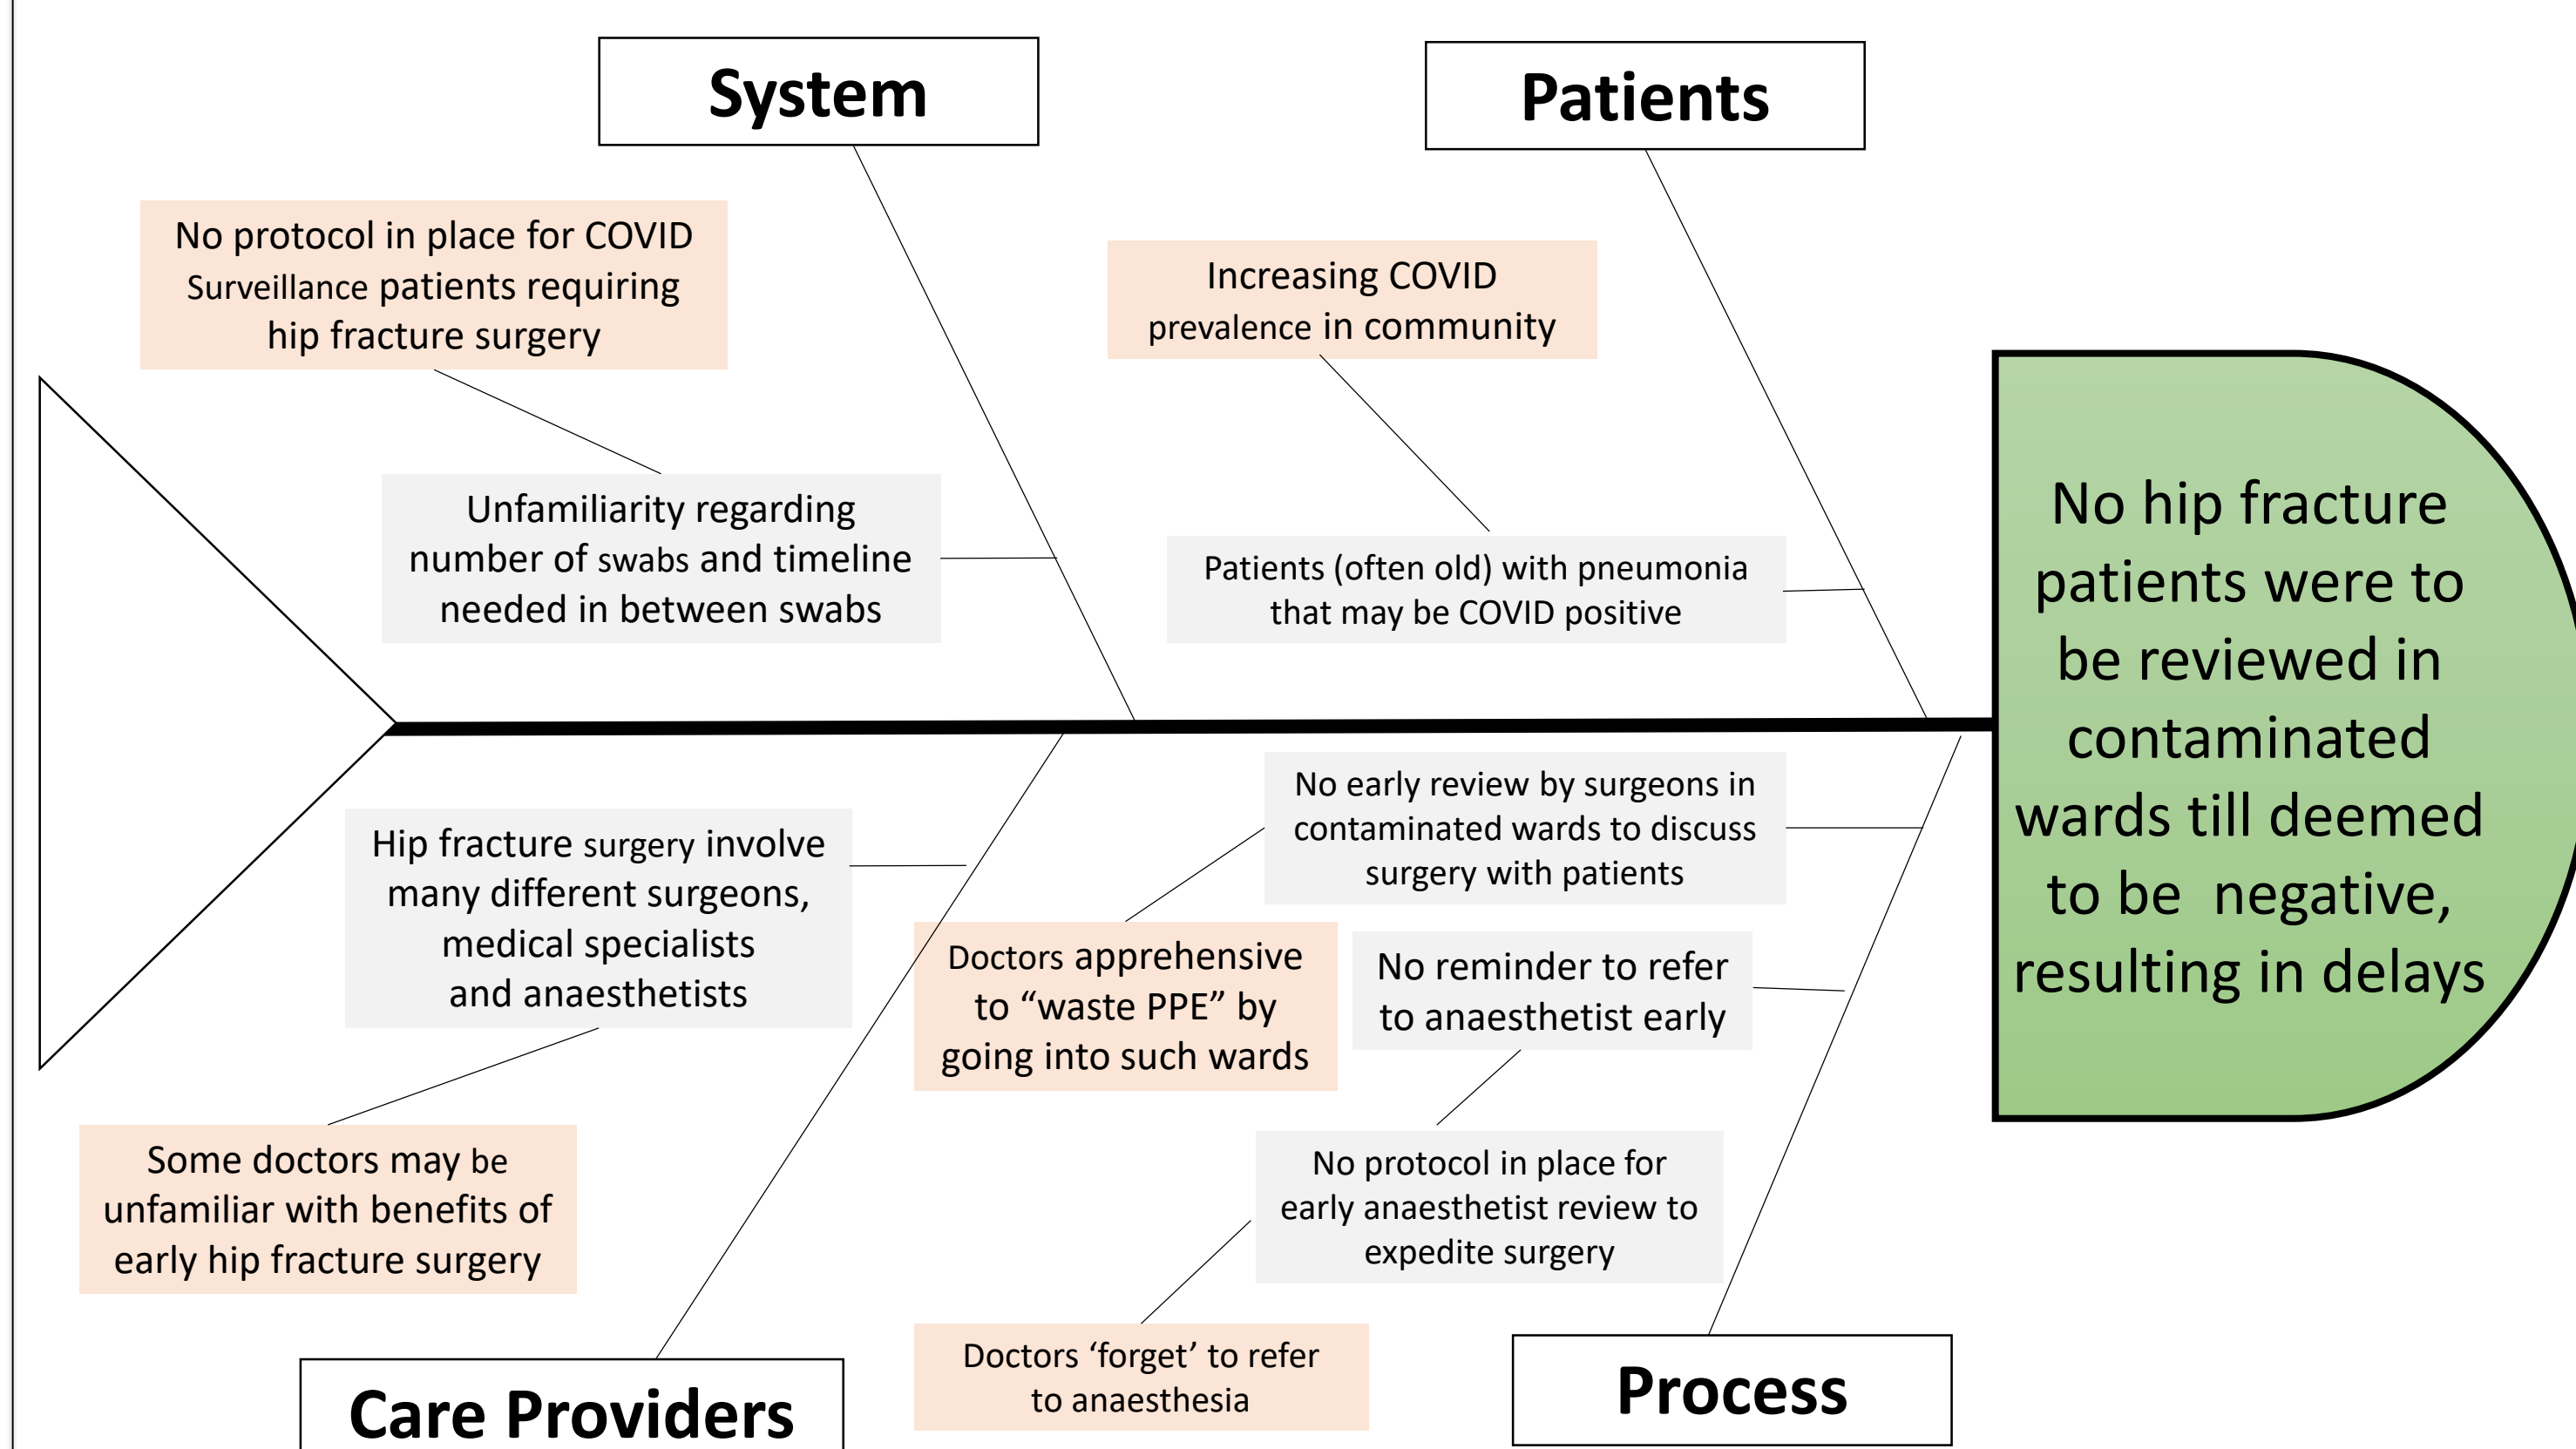 System
Patients
No protocol in place for COVID
Surveillance patients requiring
hip fracture surgery
Increasing COVID
prevalence in community
Unfamiliarity regarding
number of swabs and timeline
needed in between swabs
Patients (often old) with pneumonia
that may be COVID positive
No hip fracture
patients were to
be reviewed in
contaminated
wards till deemed
to be  negative,
resulting in delays
No early review by surgeons in
contaminated wards to discuss
surgery with patients
Hip fracture surgery involve
many different surgeons,
medical specialists
and anaesthetists
Doctors apprehensive
to “waste PPE” by
going into such wards
No reminder to refer
to anaesthetist early
Some doctors may be
unfamiliar with benefits of
early hip fracture surgery
No protocol in place for
early anaesthetist review to
expedite surgery
Doctors ‘forget’ to refer
to anaesthesia
Care Providers
Process